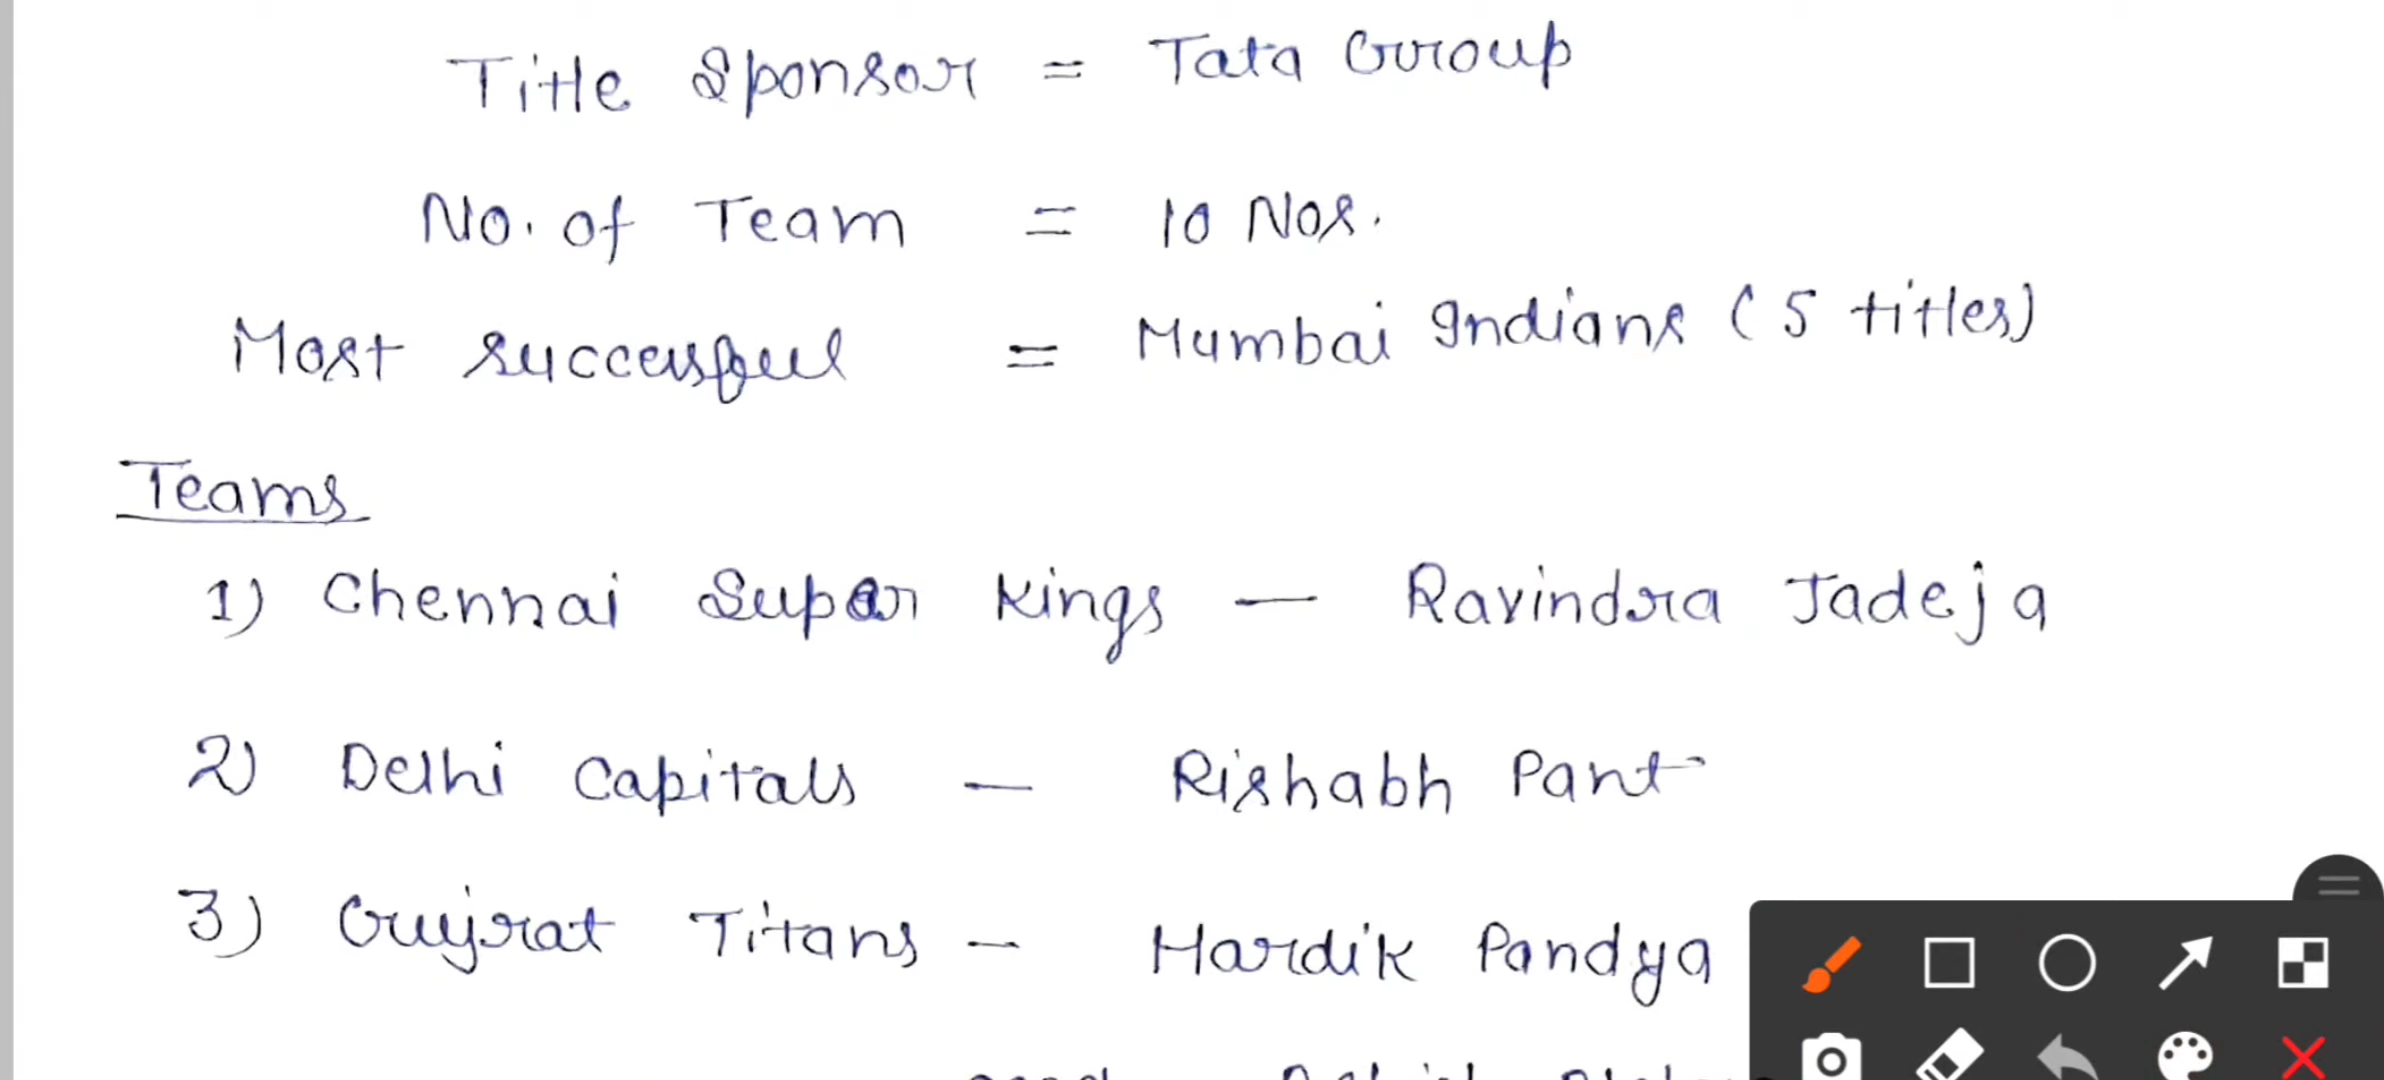 Title Sponsor = Tata Group
No. of Team = 10 Nos.
Most successful = Mumbai Indians (5 titles)
Teams
1) Chennai Super Kings — Ravindra Jadeja
2) Delhi Capitals — Rishabh Pant
3) Gujrat Titans — Hardik Pandya